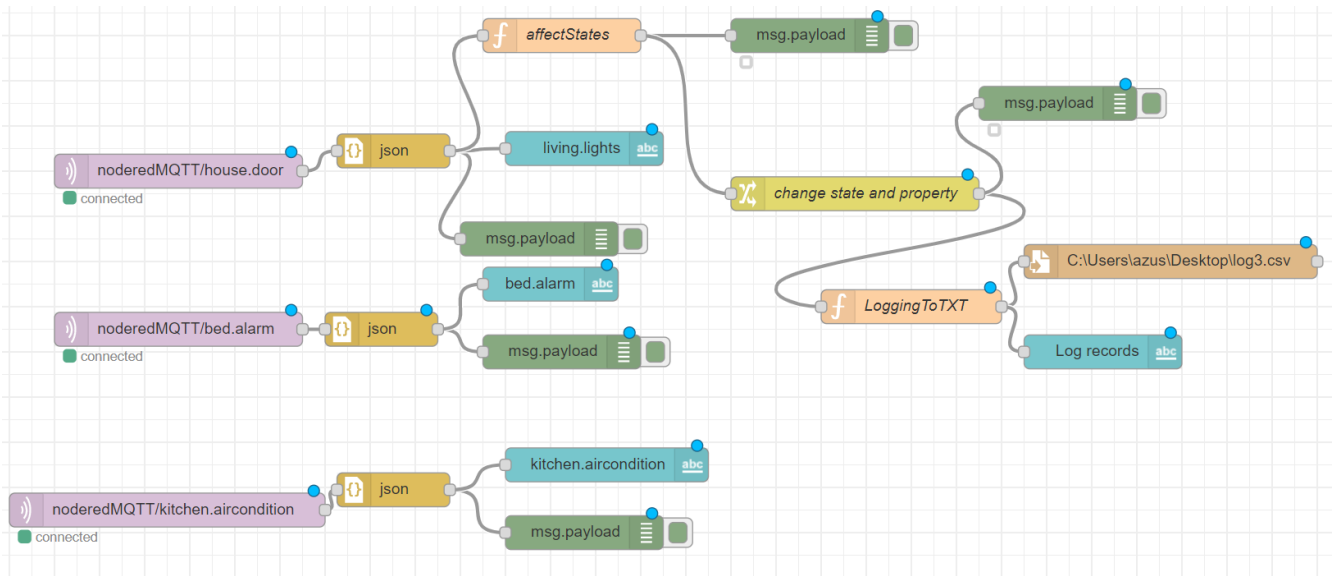 affectStates
msg.payload
msg.payload
noderedMQTT/house.door
json
living.lights
abc
connected
change state and property
msg.payload
C:\Users\azus\Desktop\log3.csv
bed.alarm
abc
LoggingToTXT
noderedMQTT/bed.alarm
json
connected
msg.payload
Log records
abc
kitchen.aircondition
abc
json
noderedMQTT/kitchen.aircondition
connected
msg.payload